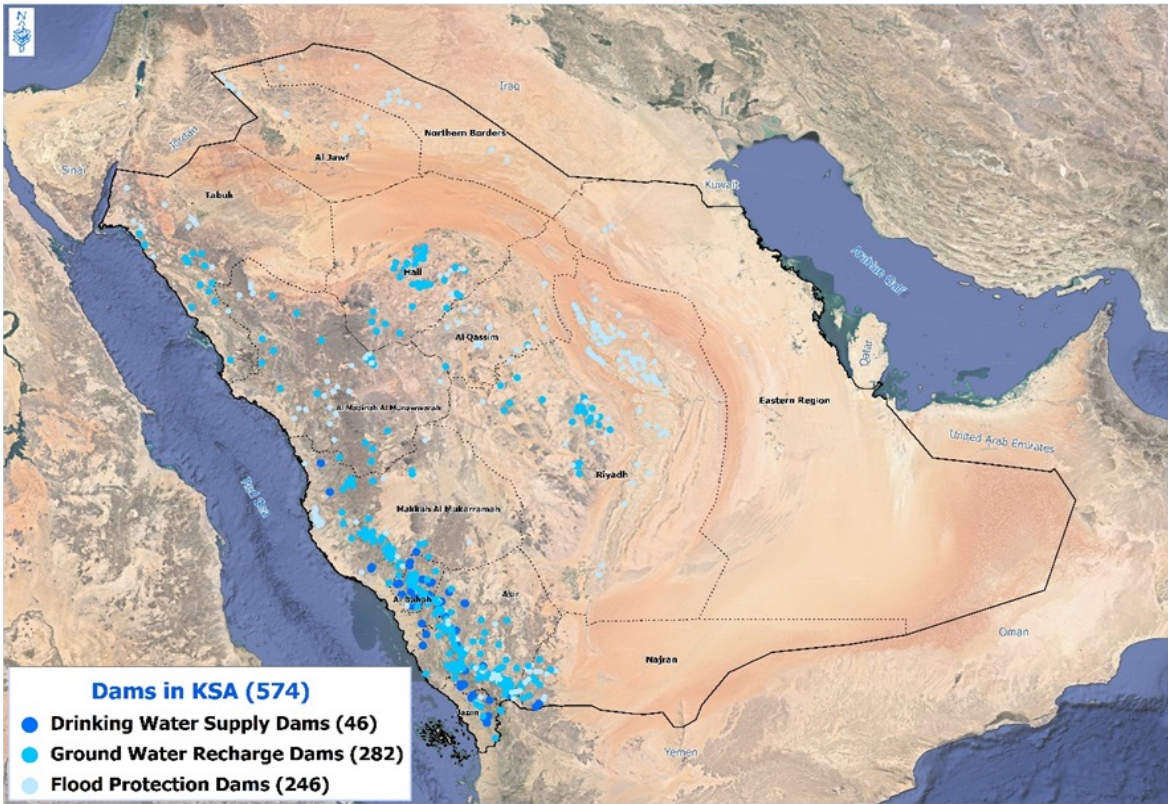 N
Iraq
Jordan
Northern Borders
Al Jawf
Sinai
Kuwait
Tabuk
Hail
Arabian Gulf
Al Qassim
Qatar
Eastern Region
Al Madinah Al Munawwarah
United Arab Emirates
Riyadh
Red Sea
Makkah Al Mukarramah
Asir
Al Bahah
Oman
Najran
Jazan
Yemen
Dams in KSA (574)
Drinking Water Supply Dams (46)
Ground Water Recharge Dams (282)
Flood Protection Dams (246)